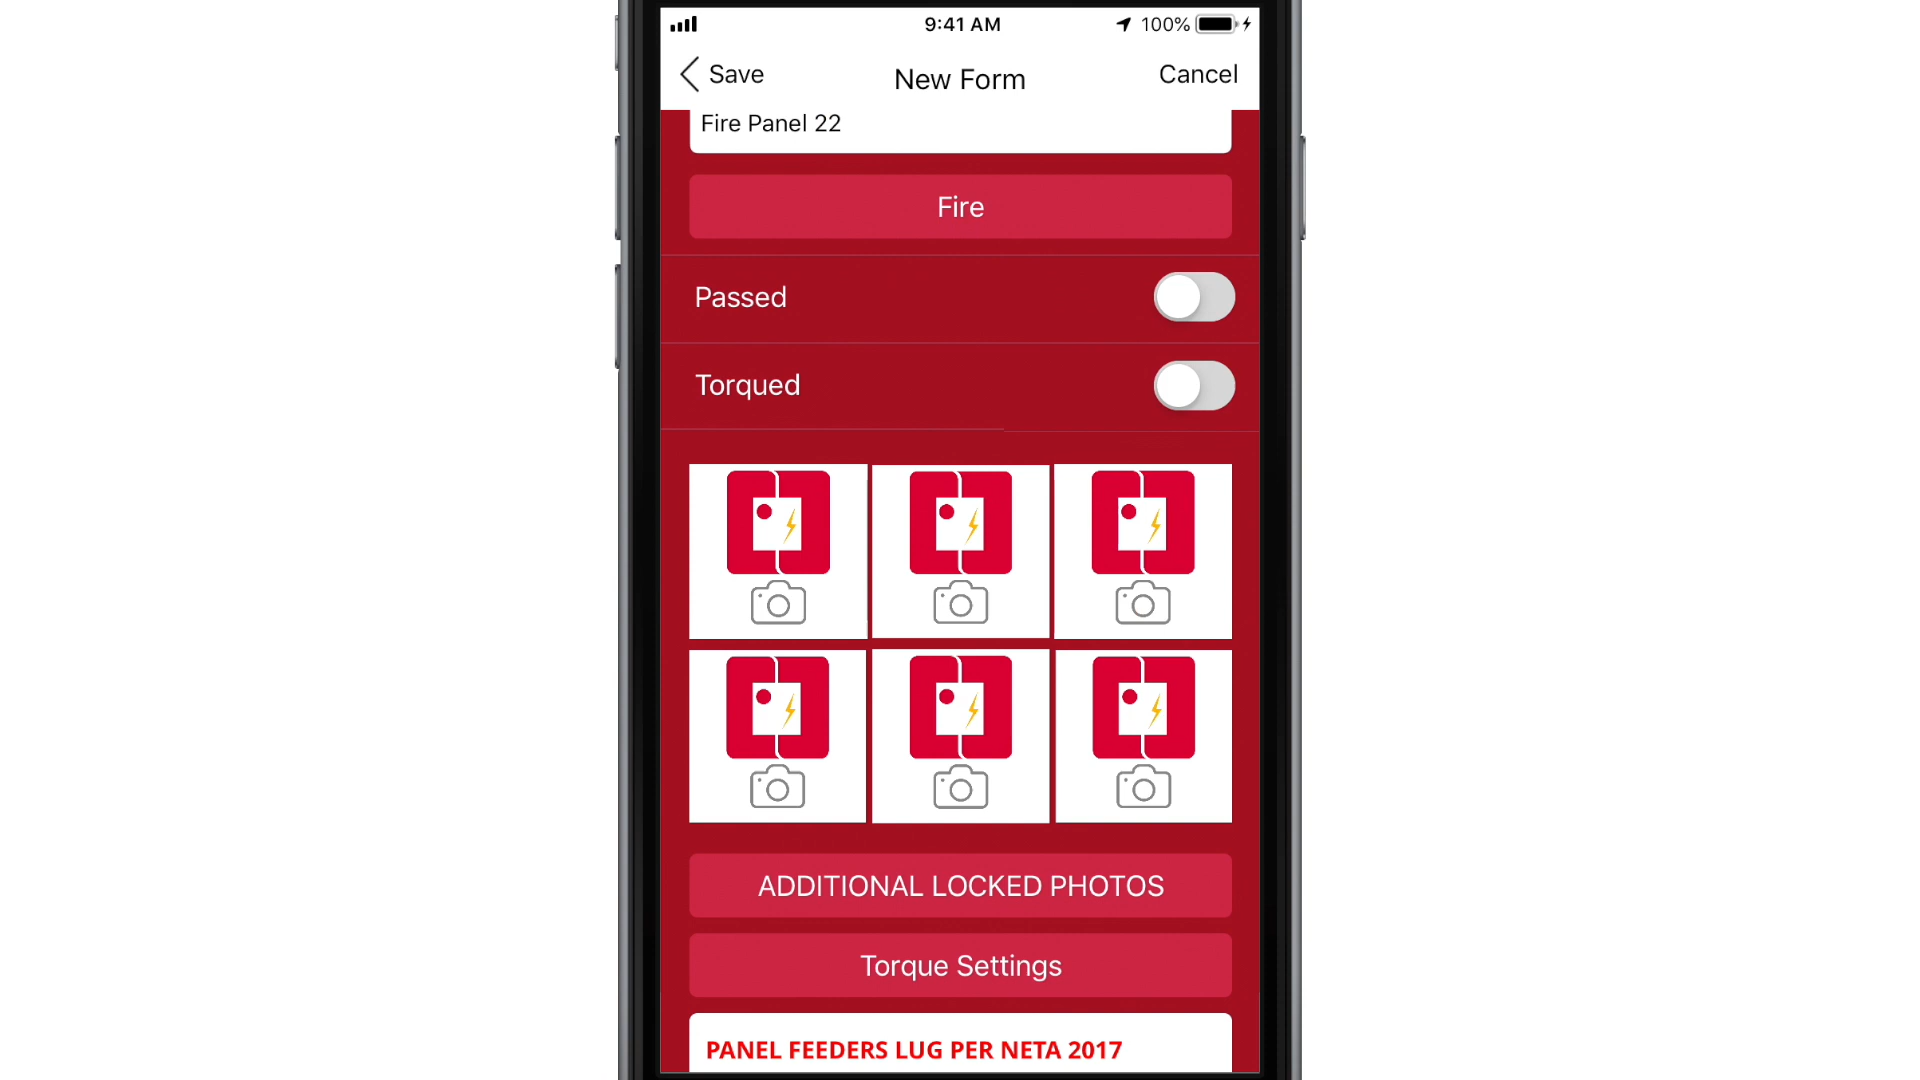 9:41 AM
100%
Save
New Form
Cancel
Fire Panel 22
Fire
Passed
Torqued
ADDITIONAL LOCKED PHOTOS
Torque Settings
PANEL FEEDERS LUG PER NETA 2017